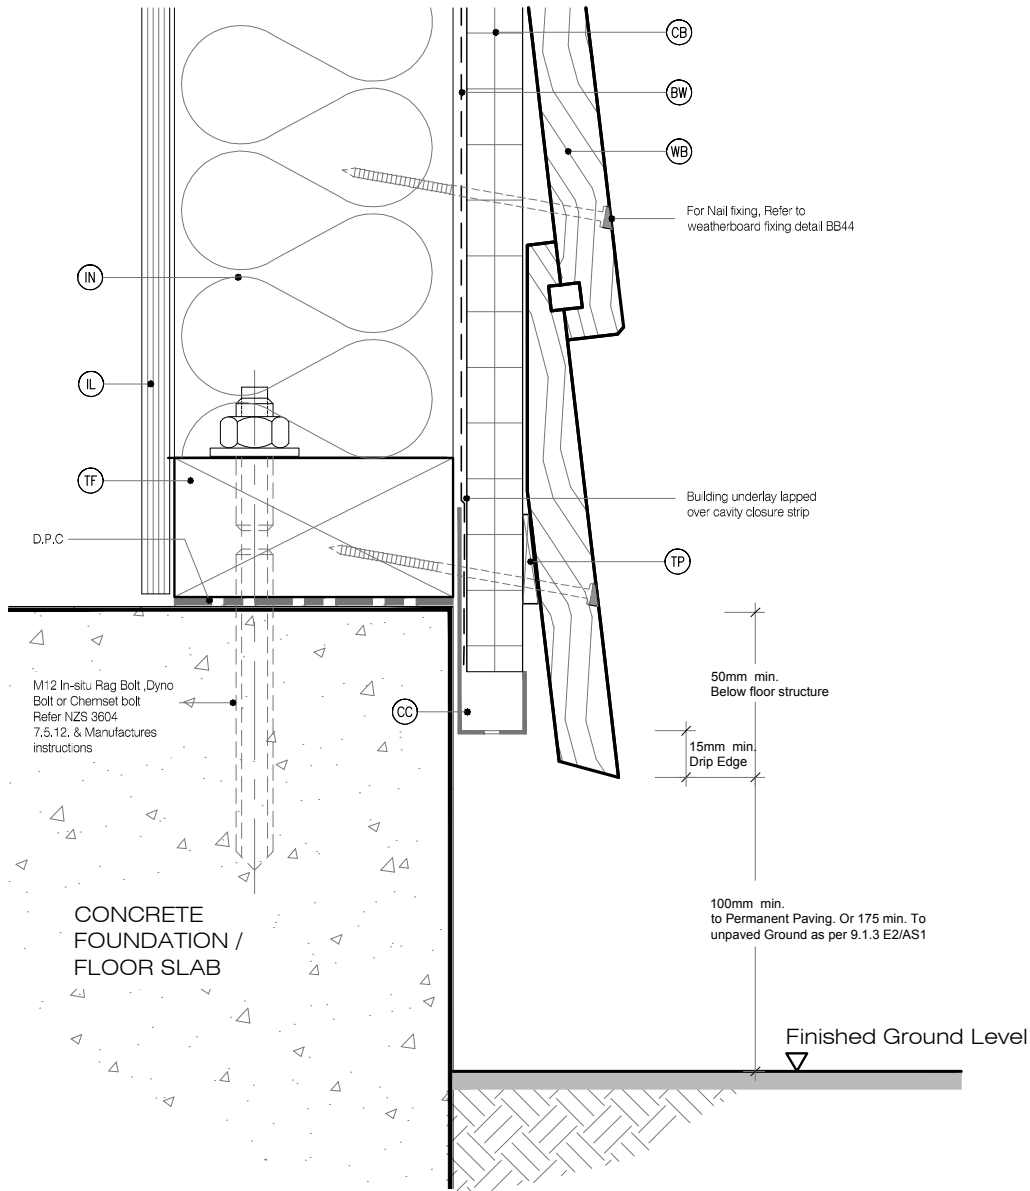 CB
BW
WB
For Nail fixing, Refer to
weatherboard fixing detail BB44
IN
IL
TF
Building underlay lapped
over cavity closure strip
D.P.C
TP
M12 In-situ Rag Bolt ,Dyno
Bolt or Chemset bolt
Refer NZS 3604
7.5.12. & Manufactures
instructions
50mm min.
Below floor structure
CC
15mm min.
Drip Edge
100mm min.
to Permanent Paving. Or 175 min. To
unpaved Ground as per 9.1.3 E2/AS1
CONCRETE
FOUNDATION /
FLOOR SLAB
Finished Ground Level